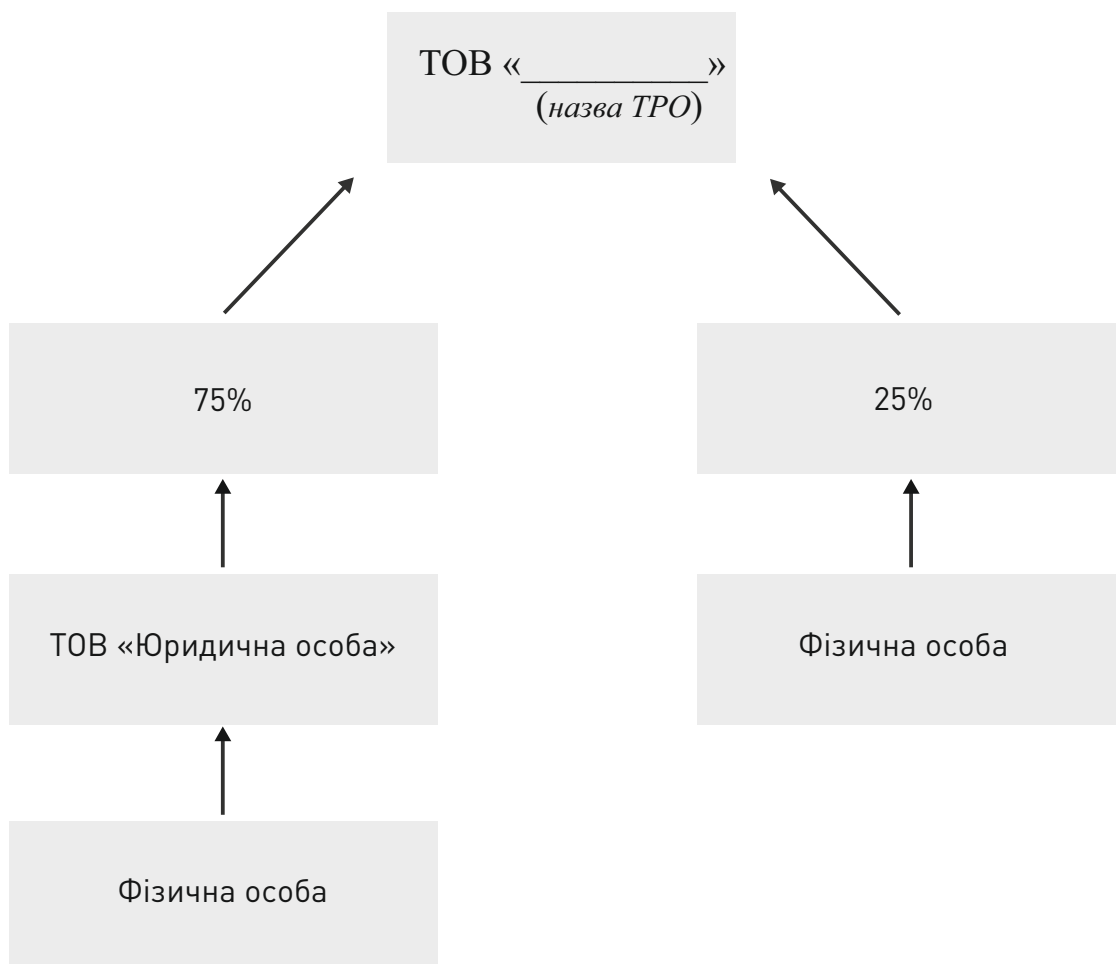 ТОВ «__________»
(назва ТРО)
75%
25%
ТОВ «Юридична особа»
Фізична особа
Фізична особа